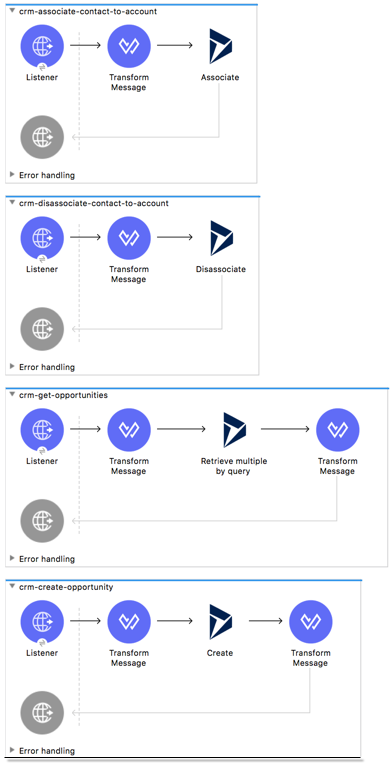 crm-associate-contact-to-account
Listener
Transform
Message
Associate
Error handling
crm-disassociate-contact-to-account
Listener
Transform
Message
Disassociate
Error handling
crm-get-opportunities
Listener
Transform
Message
Retrieve multiple
by query
Transform
Message
Error handling
crm-create-opportunity
Listener
Transform
Message
Create
Transform
Message
Error handling